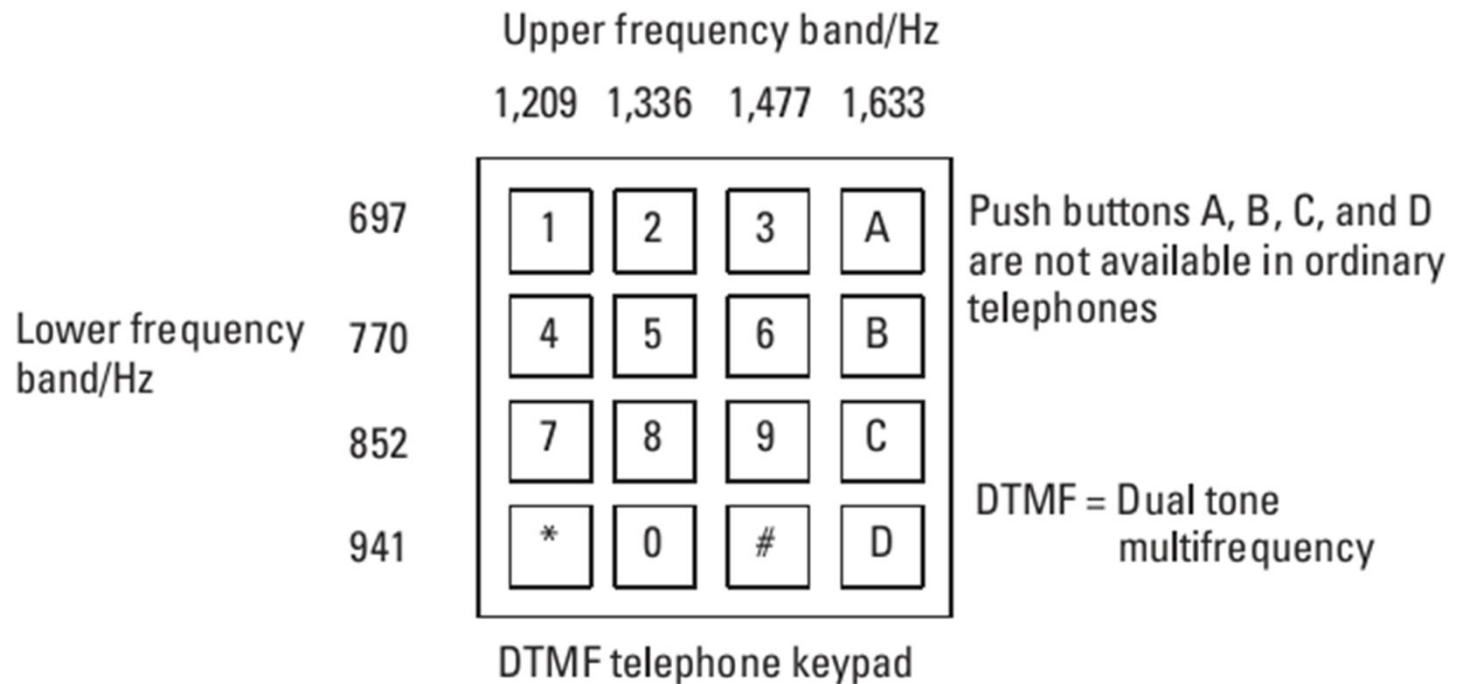 Upper frequency band/Hz
1,209 1,336 1,477 1,633
697 1 2 3 A
Push buttons A, B, C, and D
are not available in ordinary
telephones
Lower frequency
band/Hz
770 4 5 6 B
852 7 8 9 C
941 * 0 # D
DTMF = Dual tone
multifrequency
DTMF telephone keypad